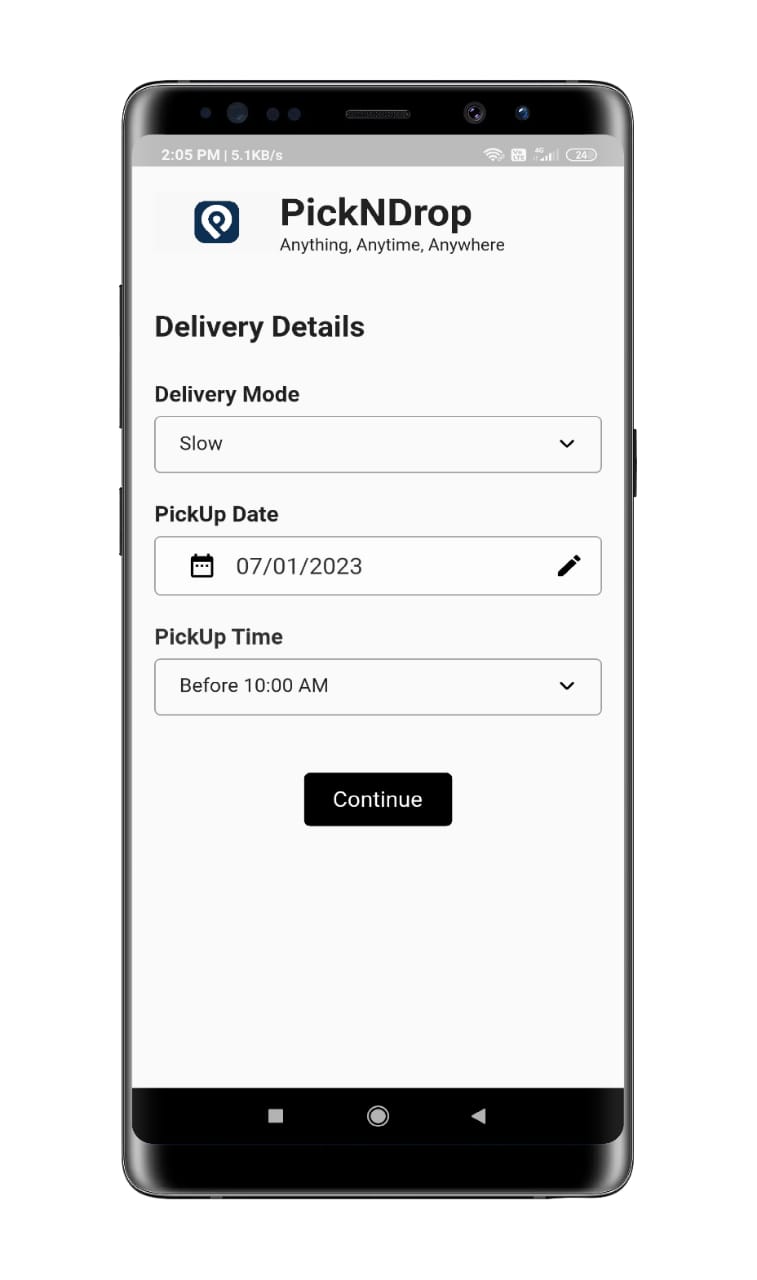 2:05 PM | 5.1KB/s 4G 24
PickNDrop
Anything, Anytime, Anywhere
Delivery Details
Delivery Mode
Slow
PickUp Date
07/01/2023
PickUp Time
Before 10:00 AM
Continue